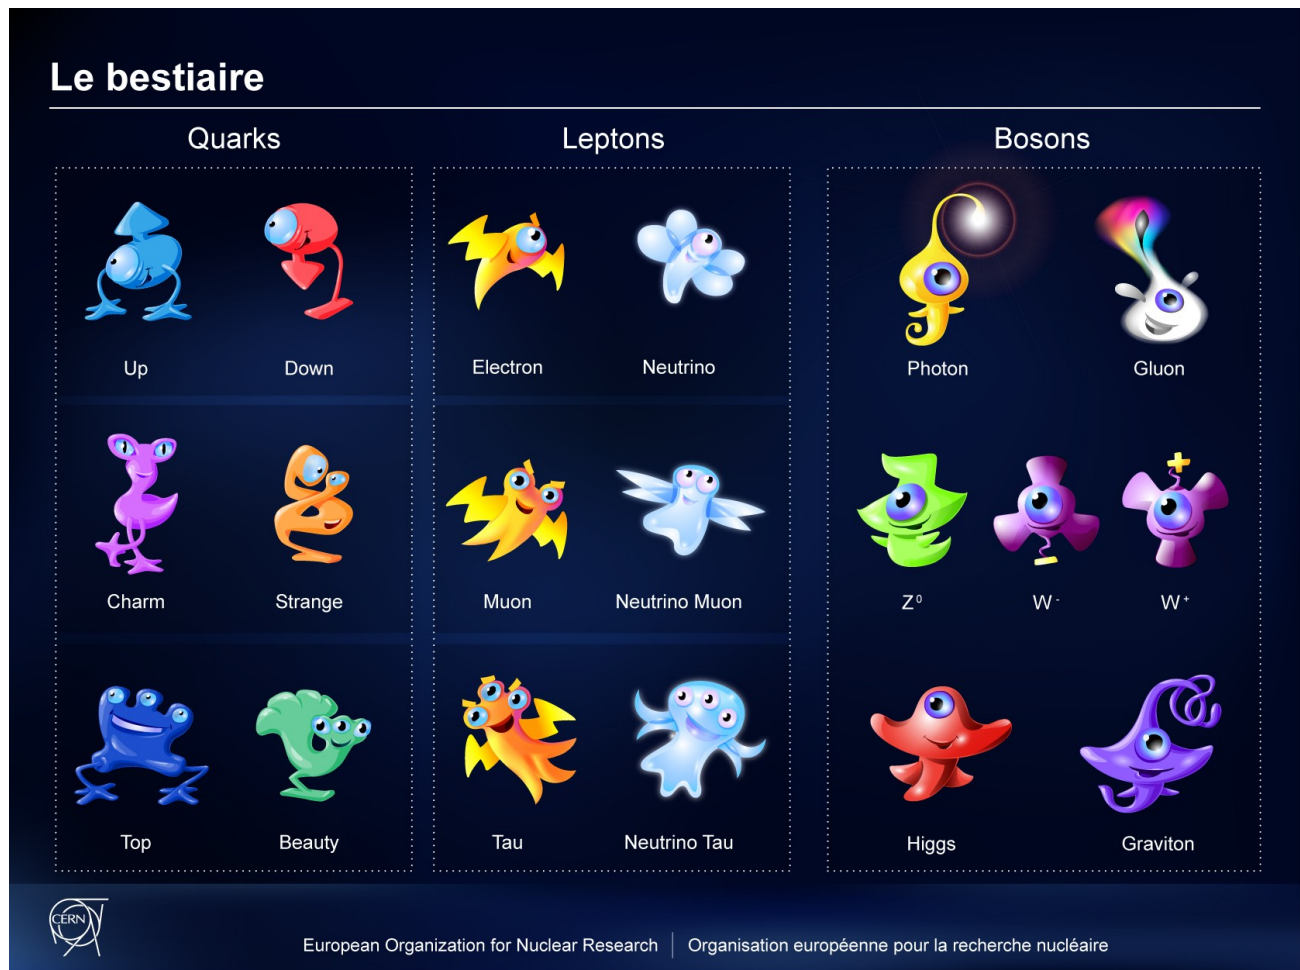 Le bestiaire
Quarks
Leptons
Bosons
Up
Down
Electron
Neutrino
Photon
Gluon
Charm
Strange
Muon
Neutrino Muon
Z⁰
W⁻
W⁺
Top
Beauty
Tau
Neutrino Tau
Higgs
Graviton
CERN
European Organization for Nuclear Research | Organisation européenne pour la recherche nucléaire